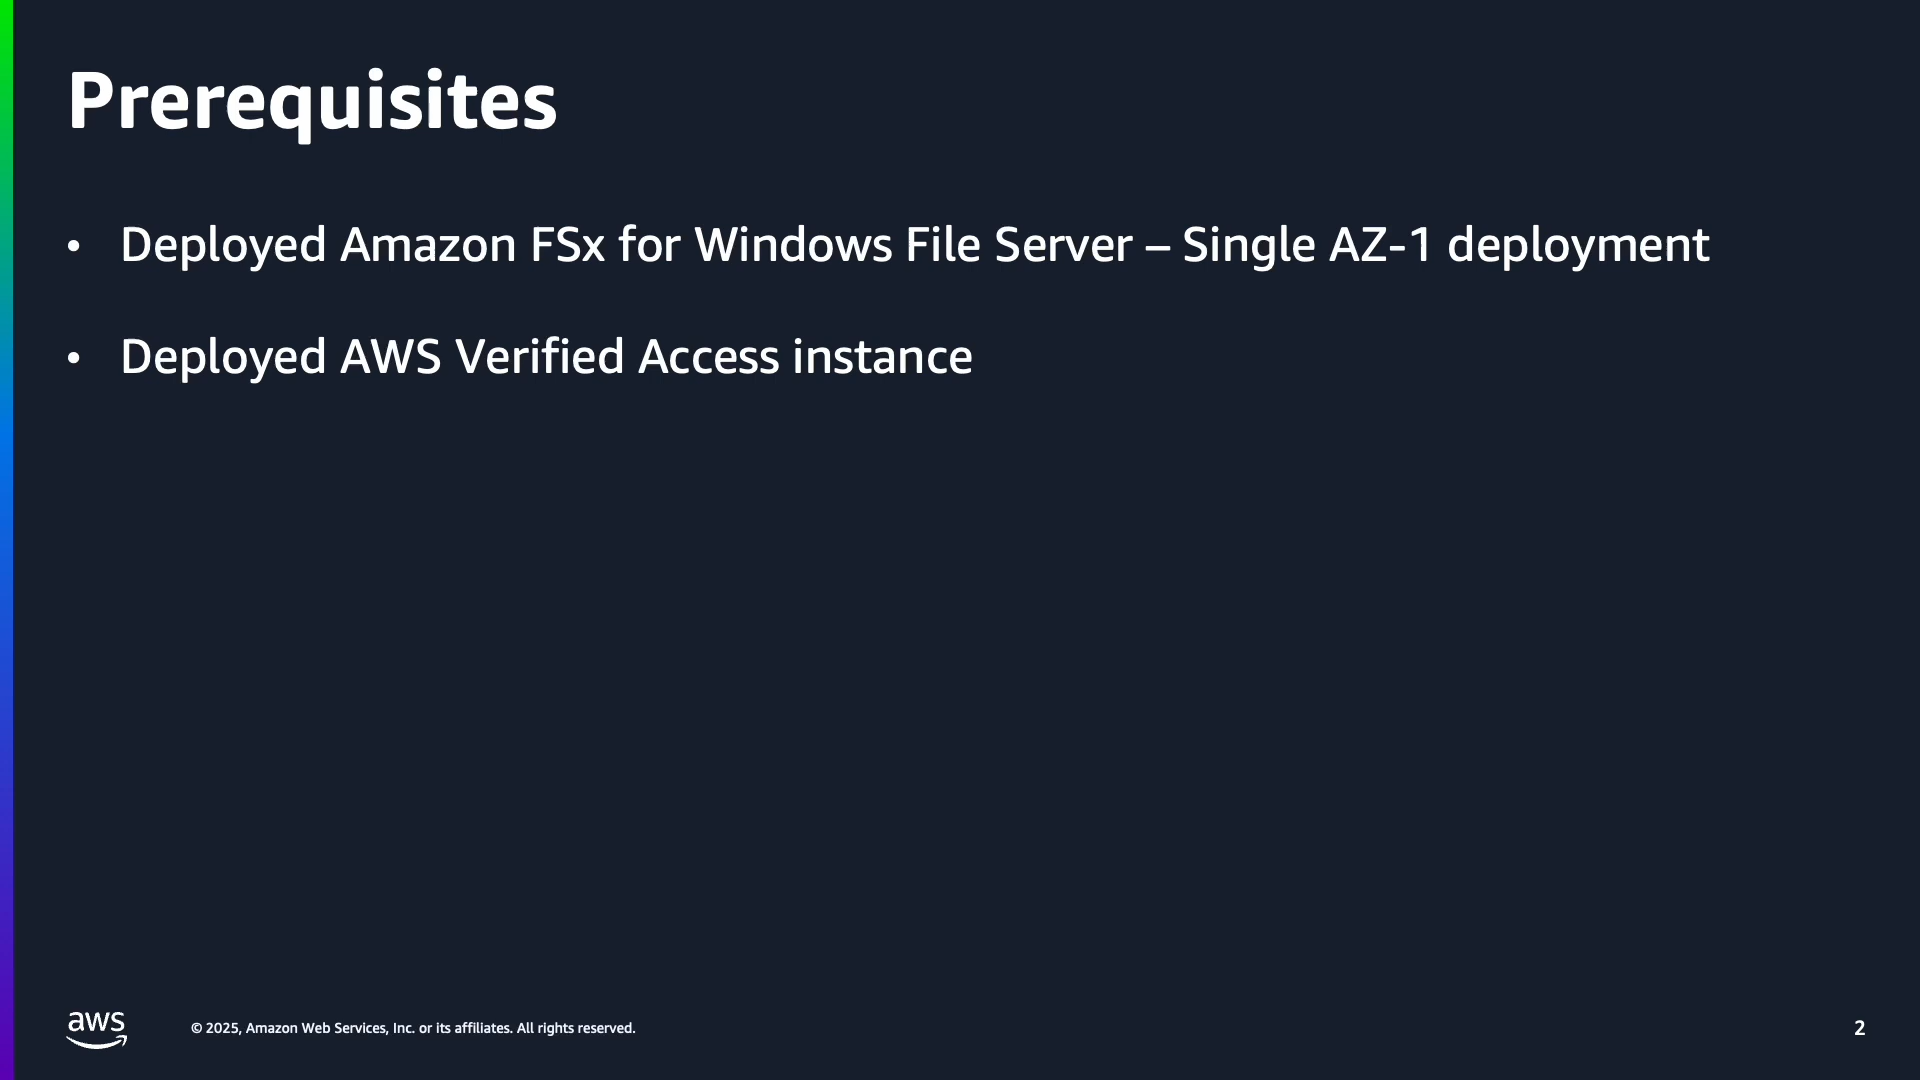 Prerequisites
• Deployed Amazon FSx for Windows File Server – Single AZ-1 deployment
• Deployed AWS Verified Access instance
aws
© 2025, Amazon Web Services, Inc. or its affiliates. All rights reserved.
2